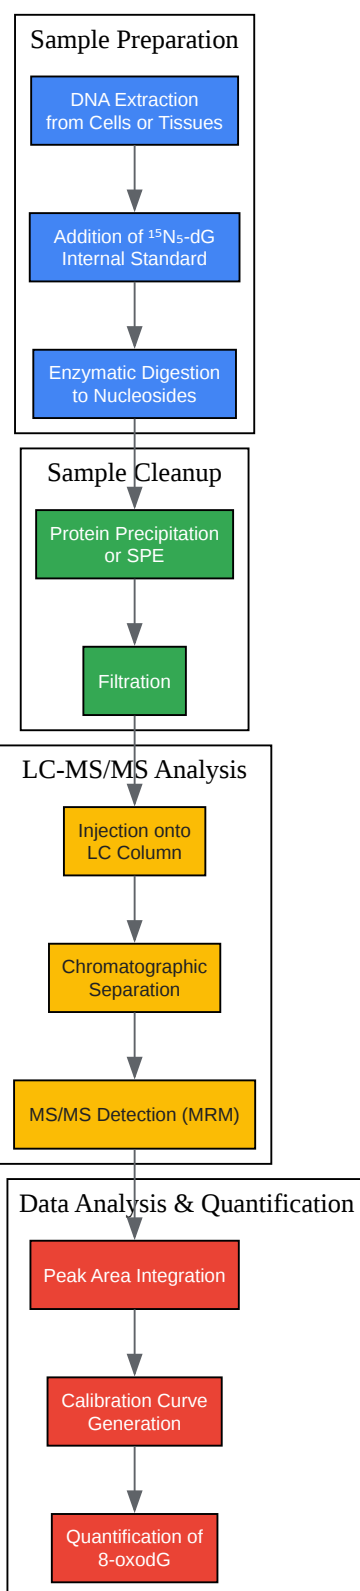 Sample Preparation
DNA Extraction
from Cells or Tissues
Addition of ¹⁵N₅-dG
Internal Standard
Enzymatic Digestion
to Nucleosides
Sample Cleanup
Protein Precipitation
or SPE
Filtration
LC-MS/MS Analysis
Injection onto
LC Column
Chromatographic
Separation
MS/MS Detection (MRM)
Data Analysis & Quantification
Peak Area Integration
Calibration Curve
Generation
Quantification of
8-oxodG